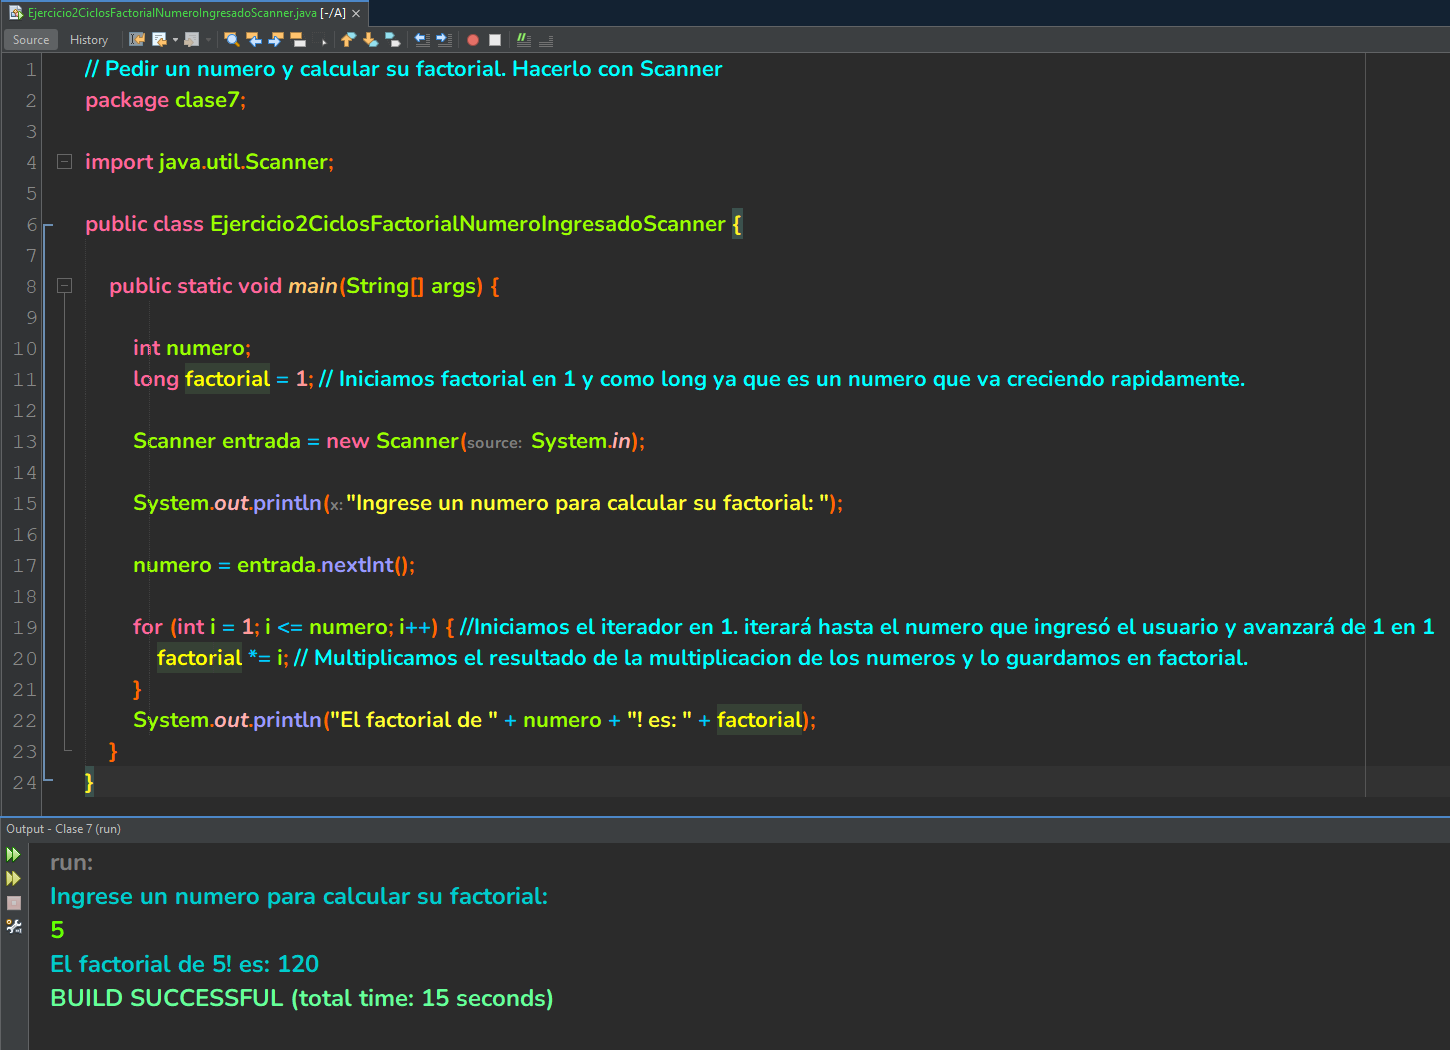 Ejercicio2CiclosFactorialNumeroIngresadoScanner.java [-/A] ×
Source History
1 // Pedir un numero y calcular su factorial. Hacerlo con Scanner
2 package clase7;
3
4 import java.util.Scanner;
5
6 public class Ejercicio2CiclosFactorialNumeroIngresadoScanner {
7
8 public static void main(String[] args) {
9
10 int numero;
11 long factorial = 1; // Iniciamos factorial en 1 y como long ya que es un numero que va creciendo rapidamente.
12
13 Scanner entrada = new Scanner(source: System.in);
14
15 System.out.println(x: "Ingrese un numero para calcular su factorial: ");
16
17 numero = entrada.nextInt();
18
19 for (int i = 1; i <= numero; i++) { //Iniciamos el iterador en 1. iterará hasta el numero que ingresó el usuario y avanzará de 1 en 1
20 factorial *= i; // Multiplicamos el resultado de la multiplicacion de los numeros y lo guardamos en factorial.
21 }
22 System.out.println("El factorial de " + numero + "! es: " + factorial);
23 }
24 }
Output - Clase 7 (run)
run:
Ingrese un numero para calcular su factorial:
5
El factorial de 5! es: 120
BUILD SUCCESSFUL (total time: 15 seconds)